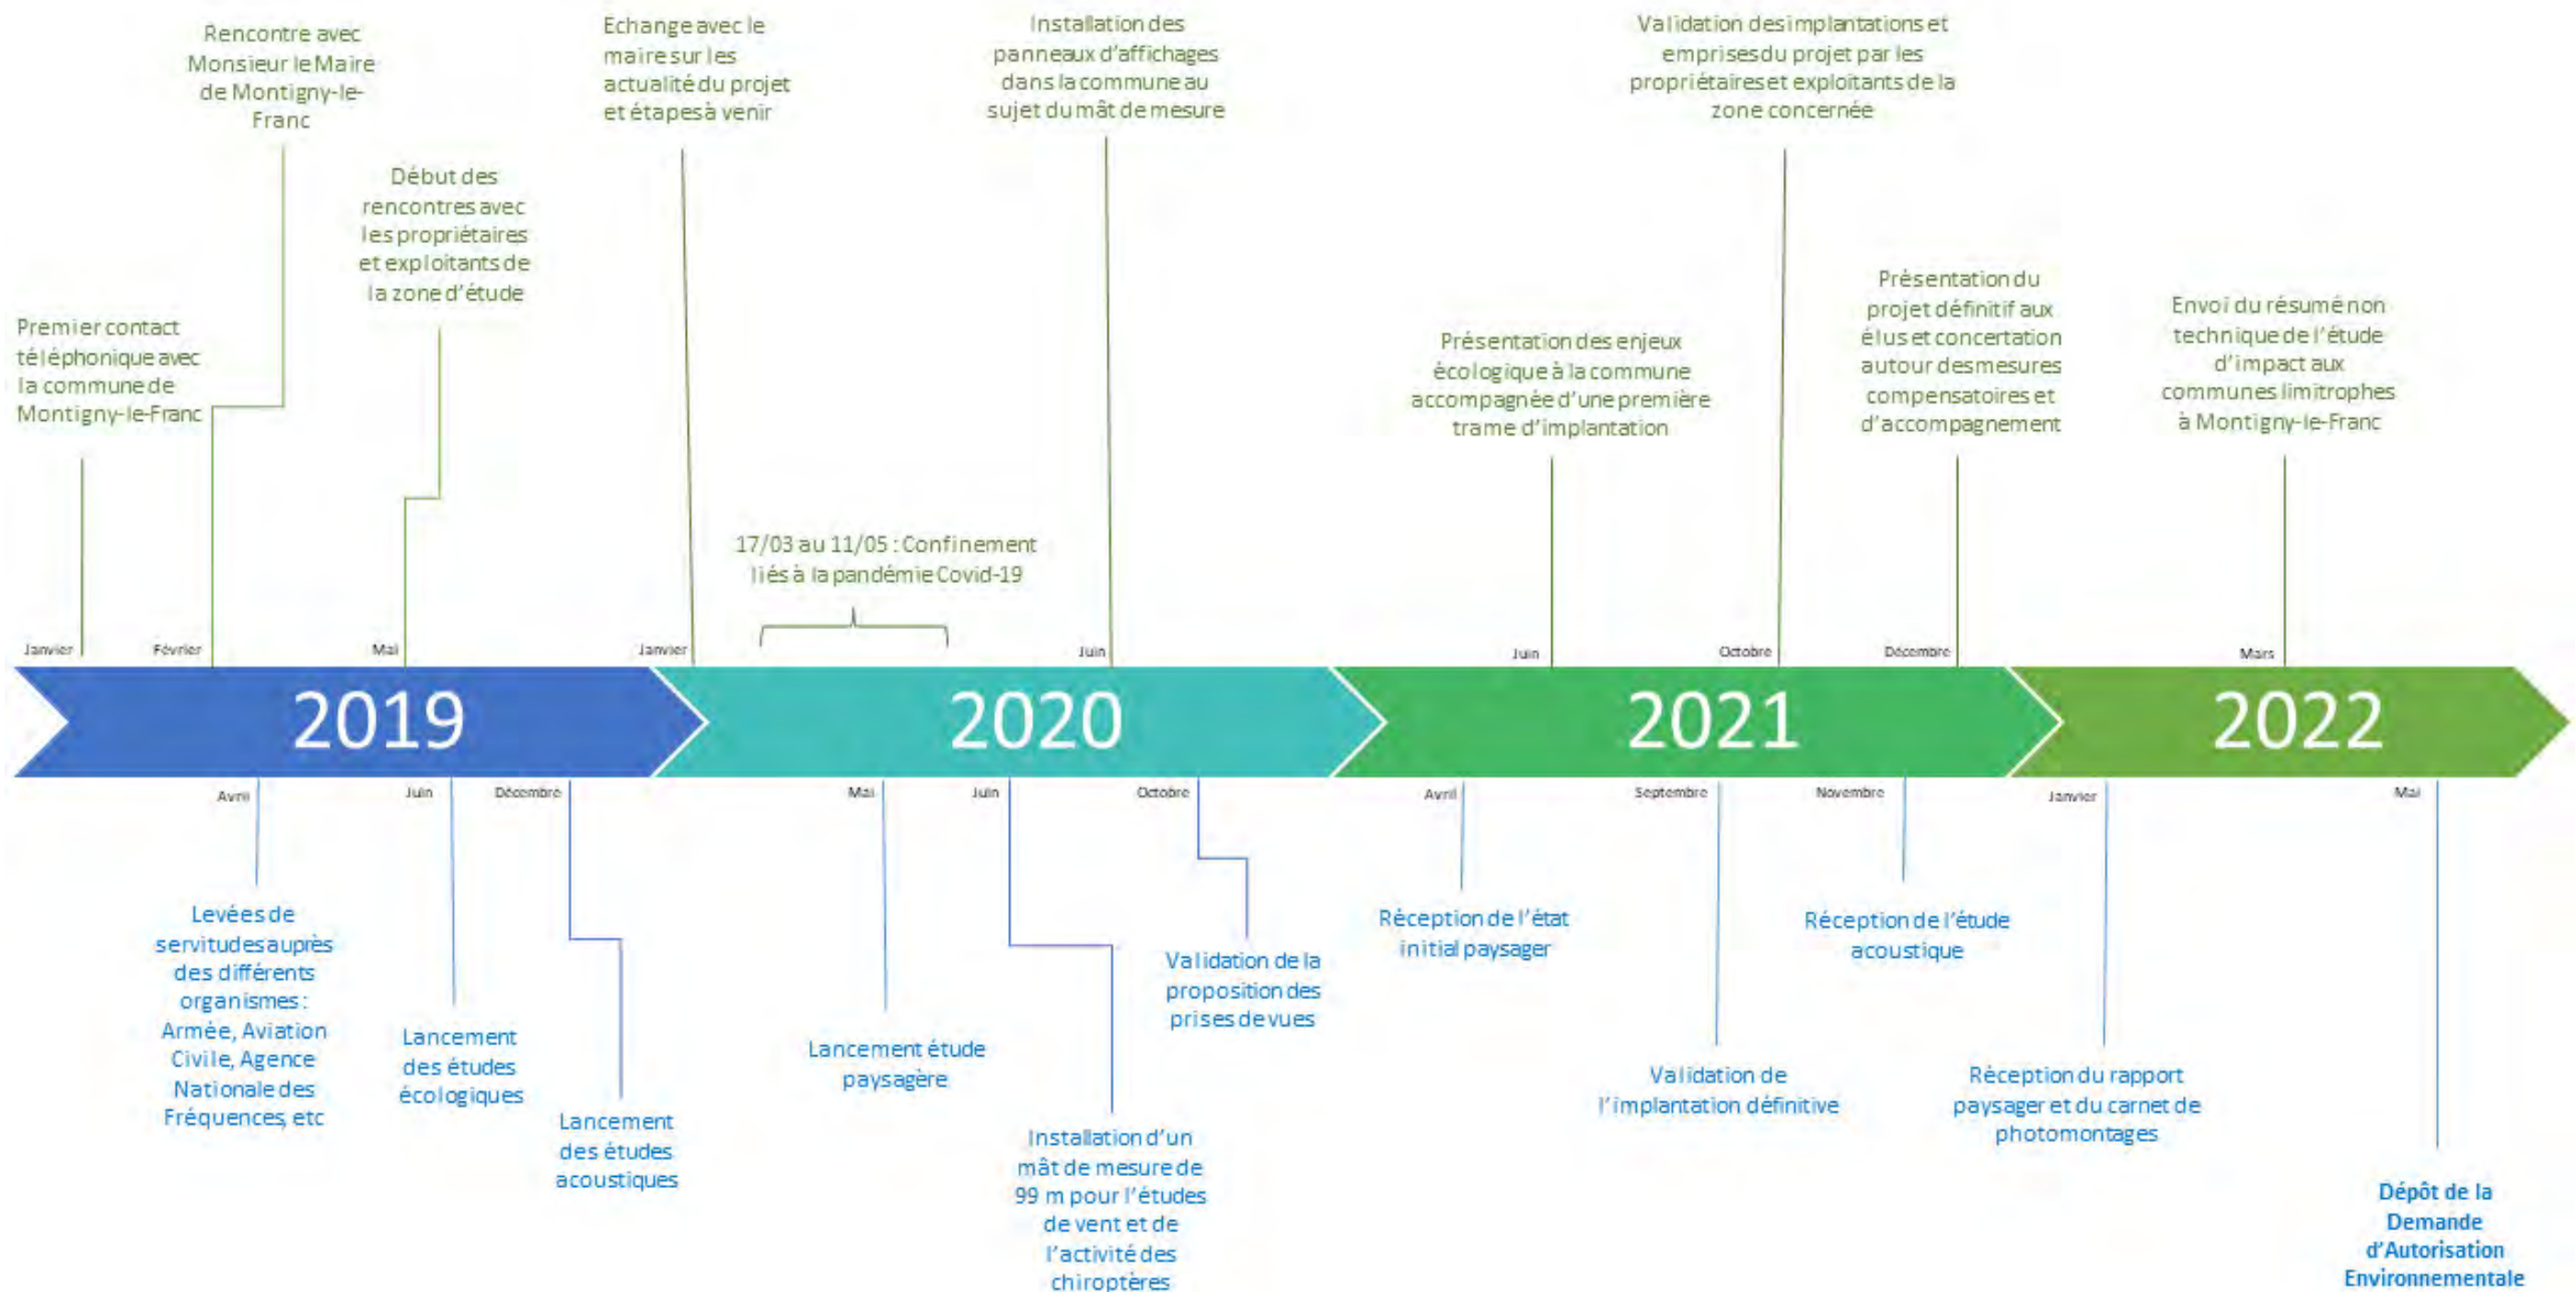 Rencontre avec
Monsieur le Maire
de Montigny-le-
Franc
Echange avec le
maire sur les
actualité du projet
et étapes à venir
Installation des
panneaux d'affichages
dans la commune au
sujet du mât de mesure
Validation des implantations et
emprises du projet par les
propriétaires et exploitants de la
zone concernée
Début des
rencontres avec
les propriétaires
et exploitants de
la zone d'étude
Premier contact
téléphonique avec
la commune de
Montigny-le-Franc
Présentation des enjeux
écologique à la commune
accompagnée d'une première
trame d'implantation
Présentation du
projet définitif aux
élus et concertation
autour des mesures
compensatoires et
d'accompagnement
Envoi du résumé non
technique de l'étude
d'impact aux
communes limitrophes
à Montigny-le-Franc
17/03 au 11/05 : Confinement
liés à la pandémie Covid-19
Janvier
Février
Mai
Janvier
Juin
Juin
Octobre
Décembre
Mars
2019
2020
2021
2022
Avril
Juin
Décembre
Mai
Juin
Octobre
Avril
Septembre
Novembre
Janvier
Mai
Levées de
servitudes auprès
des différents
organismes :
Armée, Aviation
Civile, Agence
Nationale des
Fréquences, etc
Lancement
des études
écologiques
Lancement
des études
acoustiques
Lancement étude
paysagère
Installation d'un
mât de mesure de
99 m pour l'études
de vent et de
l'activité des
chiroptères
Validation de la
proposition des
prises de vues
Réception de l'état
initial paysager
Validation de
l'implantation définitive
Réception de l'étude
acoustique
Réception du rapport
paysager et du carnet de
photomontages
Dépôt de la
Demande
d'Autorisation
Environnementale